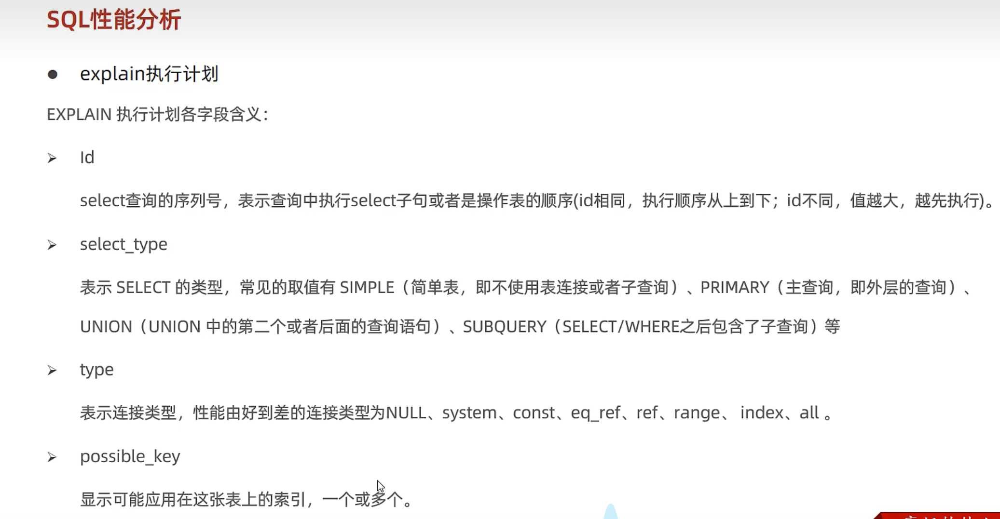 SQL性能分析
explain执行计划
EXPLAIN 执行计划各字段含义：
Id
select查询的序列号，表示查询中执行select子句或者是操作表的顺序(id相同，执行顺序从上到下；id不同，值越大，越先执行)。
select_type
表示 SELECT 的类型，常见的取值有 SIMPLE（简单表，即不使用表连接或者子查询）、PRIMARY（主查询，即外层的查询）、
UNION（UNION 中的第二个或者后面的查询语句）、SUBQUERY（SELECT/WHERE之后包含了子查询）等
type
表示连接类型，性能由好到差的连接类型为NULL、system、const、eq_ref、ref、range、 index、all 。
possible_key
显示可能应用在这张表上的索引，一个或多个。